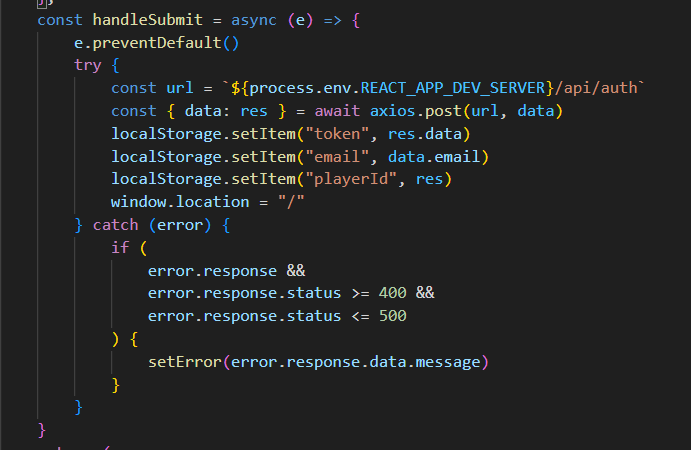 };
const handleSubmit = async (e) => {
e.preventDefault()
try {
const url = `${process.env.REACT_APP_DEV_SERVER}/api/auth`
const { data: res } = await axios.post(url, data)
localStorage.setItem("token", res.data)
localStorage.setItem("email", data.email)
localStorage.setItem("playerId", res)
window.location = "/"
} catch (error) {
if (
error.response &&
error.response.status >= 400 &&
error.response.status <= 500
) {
setError(error.response.data.message)
}
}
}